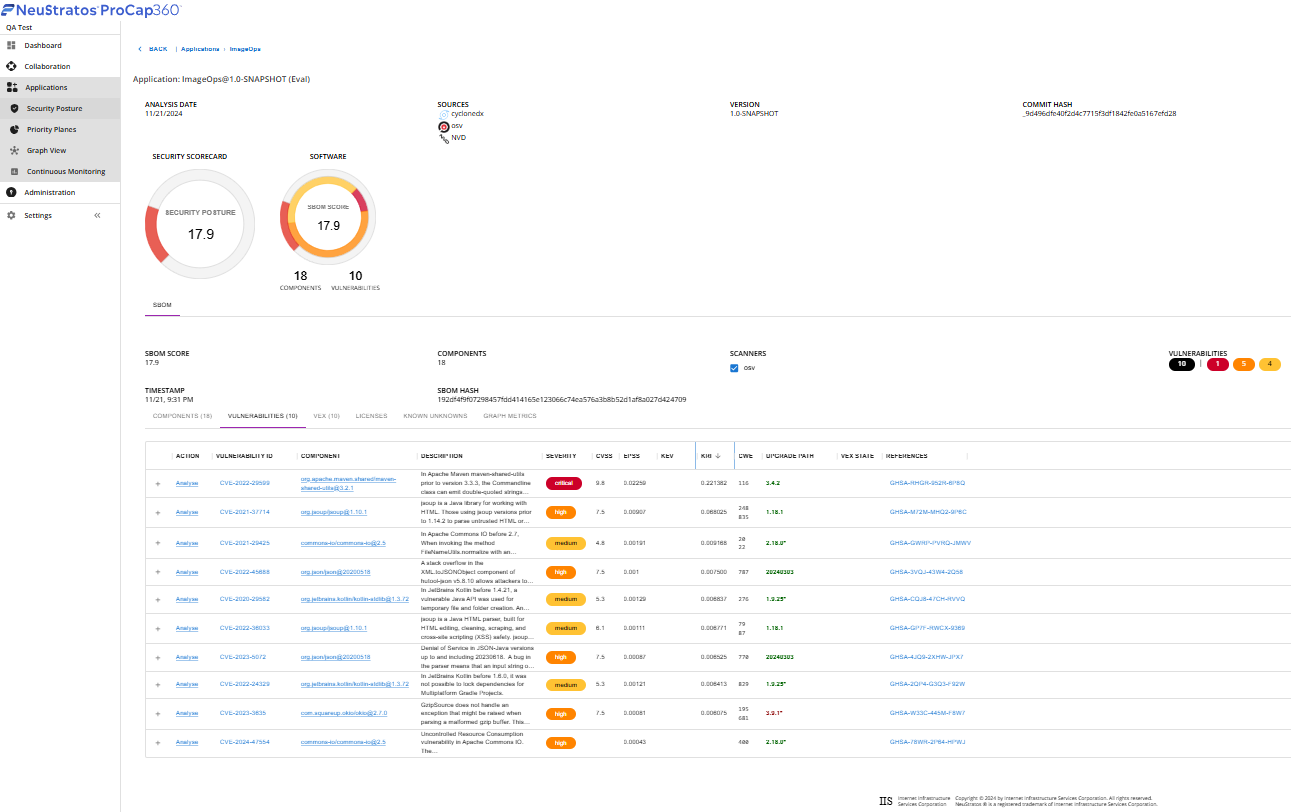 NeuStratos ProCap360
QA Test
Dashboard
Collaboration
Applications
Security Posture
Priority Planes
Graph View
Continuous Monitoring
Administration
Settings
BACK | Applications ImageOps
Application: ImageOps@1.0-SNAPSHOT (Eval)
ANALYSIS DATE SOURCES VERSION COMMIT HASH
11/21/2024 cyclonedx 1.0-SNAPSHOT _9d496dfe40f2d4c7715f3df1842fe0a5167efd28
osv
NVD
SECURITY SCORECARD SOFTWARE
SECURITY POSTURE SBOM SCORE
17.9 17.9
18 10
COMPONENTS VULNERABILITIES
SBOM
SBOM SCORE COMPONENTS SCANNERS VULNERABILITIES
17.9 18 osv 10 | 1 5 4
TIMESTAMP SBOM HASH
11/21, 9:31 PM 192df4f9f07298457fdd414165e123066c74ea576a3b8b52d1af8a027d424709
COMPONENTS (18) VULNERABILITIES (10) VEX (10) LICENSES KNOWN UNKNOWNS GRAPH METRICS
ACTION VULNERABILITY ID COMPONENT DESCRIPTION SEVERITY CVSS EPSS KEV KRI ↓ CWE UPGRADE PATH VEX STATE REFERENCES
In Apache Maven maven-shared-utils
+ Analyse CVE-2022-29599 org.apache.maven.shared/maven- prior to version 3.3.3, the Commandline critical 9.8 0.02259 0.221382 116 3.4.2 GHSA-RHGR-952R-6P8Q
shared-utils@3.2.1 class can emit double-quoted strings...
jsoup is a Java library for working with
+ Analyse CVE-2021-37714 org.jsoup/jsoup@1.10.1 HTML. Those using jsoup versions prior high 7.5 0.00907 0.068025 248 1.18.1 GHSA-M72M-MHQ2-9P6C
to 1.14.2 to parse untrusted HTML or... 835
In Apache Commons IO before 2.7,
+ Analyse CVE-2021-29425 commons-io/commons-io@2.5 When invoking the method medium 4.8 0.00191 0.009168 20 2.18.0* GHSA-GWRP-PVRQ-JMWV
FileNameUtils.normalize with an... 22
A stack overflow in the
+ Analyse CVE-2022-45688 org.json/json@20200518 XML.toJSONObject component of high 7.5 0.001 0.007500 787 20240303 GHSA-3VQJ-43W4-2Q58
hutool-json v5.8.10 allows attackers to...
In JetBrains Kotlin before 1.4.21, a
+ Analyse CVE-2020-29582 org.jetbrains.kotlin/kotlin-stdlib@1.3.72 vulnerable Java API was used for medium 5.3 0.00129 0.006837 276 1.9.25* GHSA-CQJ8-47CH-RVVQ
temporary file and folder creation. An...
jsoup is a Java HTML parser, built for
+ Analyse CVE-2022-36033 org.jsoup/jsoup@1.10.1 HTML editing, cleaning, scraping, and medium 6.1 0.00111 0.006771 79 1.18.1 GHSA-GP7F-RWCX-9369
cross-site scripting (XSS) safety. jsoup... 87
Denial of Service in JSON-Java versions
+ Analyse CVE-2023-5072 org.json/json@20200518 up to and including 20230618. A bug in high 7.5 0.00087 0.006525 770 20240303 GHSA-4JQ9-2XHW-JPX7
the parser means that an input string o...
In JetBrains Kotlin before 1.6.0, it was
+ Analyse CVE-2022-24329 org.jetbrains.kotlin/kotlin-stdlib@1.3.72 not possible to lock dependencies for medium 5.3 0.00121 0.006413 829 1.9.25* GHSA-2QP4-G3Q3-F92W
Multiplatform Gradle Projects.
GzipSource does not handle an
+ Analyse CVE-2023-3635 com.squareup.okio/okio@2.7.0 exception that might be raised when high 7.5 0.00081 0.006075 195 3.9.1* GHSA-W33C-445M-F8W7
parsing a malformed gzip buffer. This... 681
Uncontrolled Resource Consumption
+ Analyse CVE-2024-47554 commons-io/commons-io@2.5 vulnerability in Apache Commons IO. high 0.00043 400 2.18.0* GHSA-78WR-2P64-HPWJ
The...
IIS Internet Infrastructure Services Corporation Copyright © 2024 by Internet Infrastructure Services Corporation. All rights reserved.
NeuStratos ® is a registered trademark of Internet Infrastructure Services Corporation.